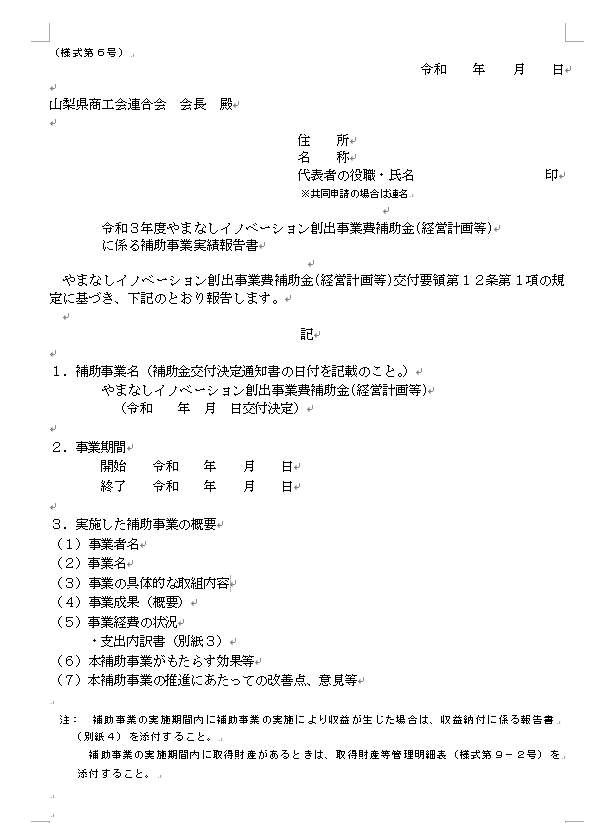 （様式第６号）
令和　　年　　月　　日
山梨県商工会連合会　会長　殿
住　　所
名　　称
代表者の役職・氏名　　　　　　　　　　印
※共同申請の場合は連名
令和３年度やまなしイノベーション創出事業費補助金(経営計画等)
に係る補助事業実績報告書
やまなしイノベーション創出事業費補助金(経営計画等)交付要領第１２条第１項の規
定に基づき、下記のとおり報告します。
記
１．補助事業名（補助金交付決定通知書の日付を記載のこと。）
やまなしイノベーション創出事業費補助金(経営計画等)
（令和　　年　月　日交付決定）
２．事業期間
開始　　令和　　年　　月　　日
終了　　令和　　年　　月　　日
３．実施した補助事業の概要
（１）事業者名
（２）事業名
（３）事業の具体的な取組内容
（４）事業成果（概要）
（５）事業経費の状況
・支出内訳書（別紙３）
（６）本補助事業がもたらす効果等
（７）本補助事業の推進にあたっての改善点、意見等
注：　補助事業の実施期間内に補助事業の実施により収益が生じた場合は、収益納付に係る報告書
（別紙４）を添付すること。
補助事業の実施期間内に取得財産があるときは、取得財産等管理明細表（様式第９－２号）を
添付すること。